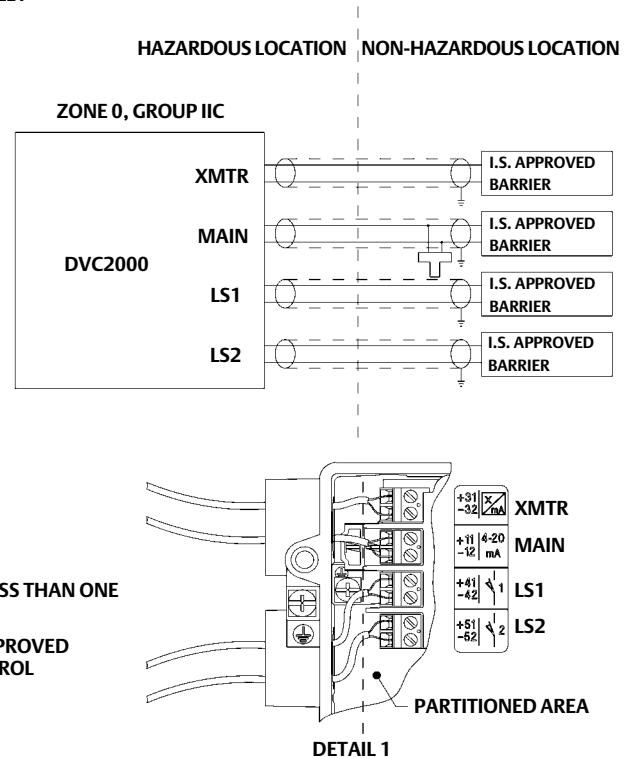 HAZARDOUS LOCATION
NON-HAZARDOUS LOCATION
ZONE 0, GROUP IIC
DVC2000
XMTR
I.S. APPROVED
BARRIER
MAIN
I.S. APPROVED
BARRIER
LS1
I.S. APPROVED
BARRIER
LS2
I.S. APPROVED
BARRIER
+31
-32
X/mA
XMTR
+11
-12
4-20
mA
MAIN
+41
-42
1
LS1
+51
-52
2
LS2
SS THAN ONE
PROVED
ROL
PARTITIONED AREA
DETAIL 1